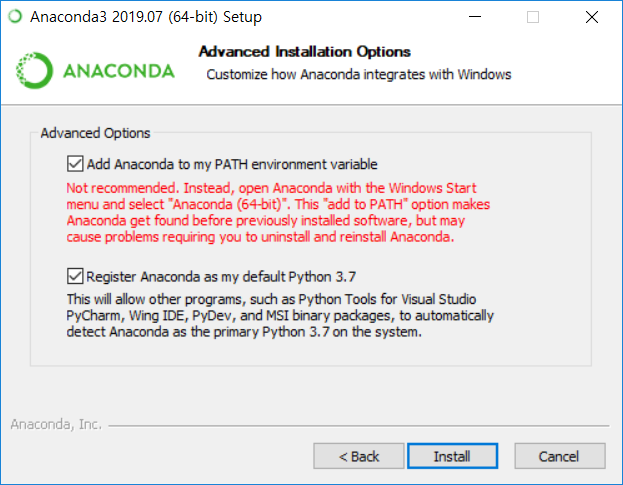 Anaconda3 2019.07 (64-bit) Setup
ANACONDA
Advanced Installation Options
Customize how Anaconda integrates with Windows
Advanced Options
Add Anaconda to my PATH environment variable
Not recommended. Instead, open Anaconda with the Windows Start
menu and select "Anaconda (64-bit)". This "add to PATH" option makes
Anaconda get found before previously installed software, but may
cause problems requiring you to uninstall and reinstall Anaconda.
Register Anaconda as my default Python 3.7
This will allow other programs, such as Python Tools for Visual Studio
PyCharm, Wing IDE, PyDev, and MSI binary packages, to automatically
detect Anaconda as the primary Python 3.7 on the system.
Anaconda, Inc.
< Back Install Cancel